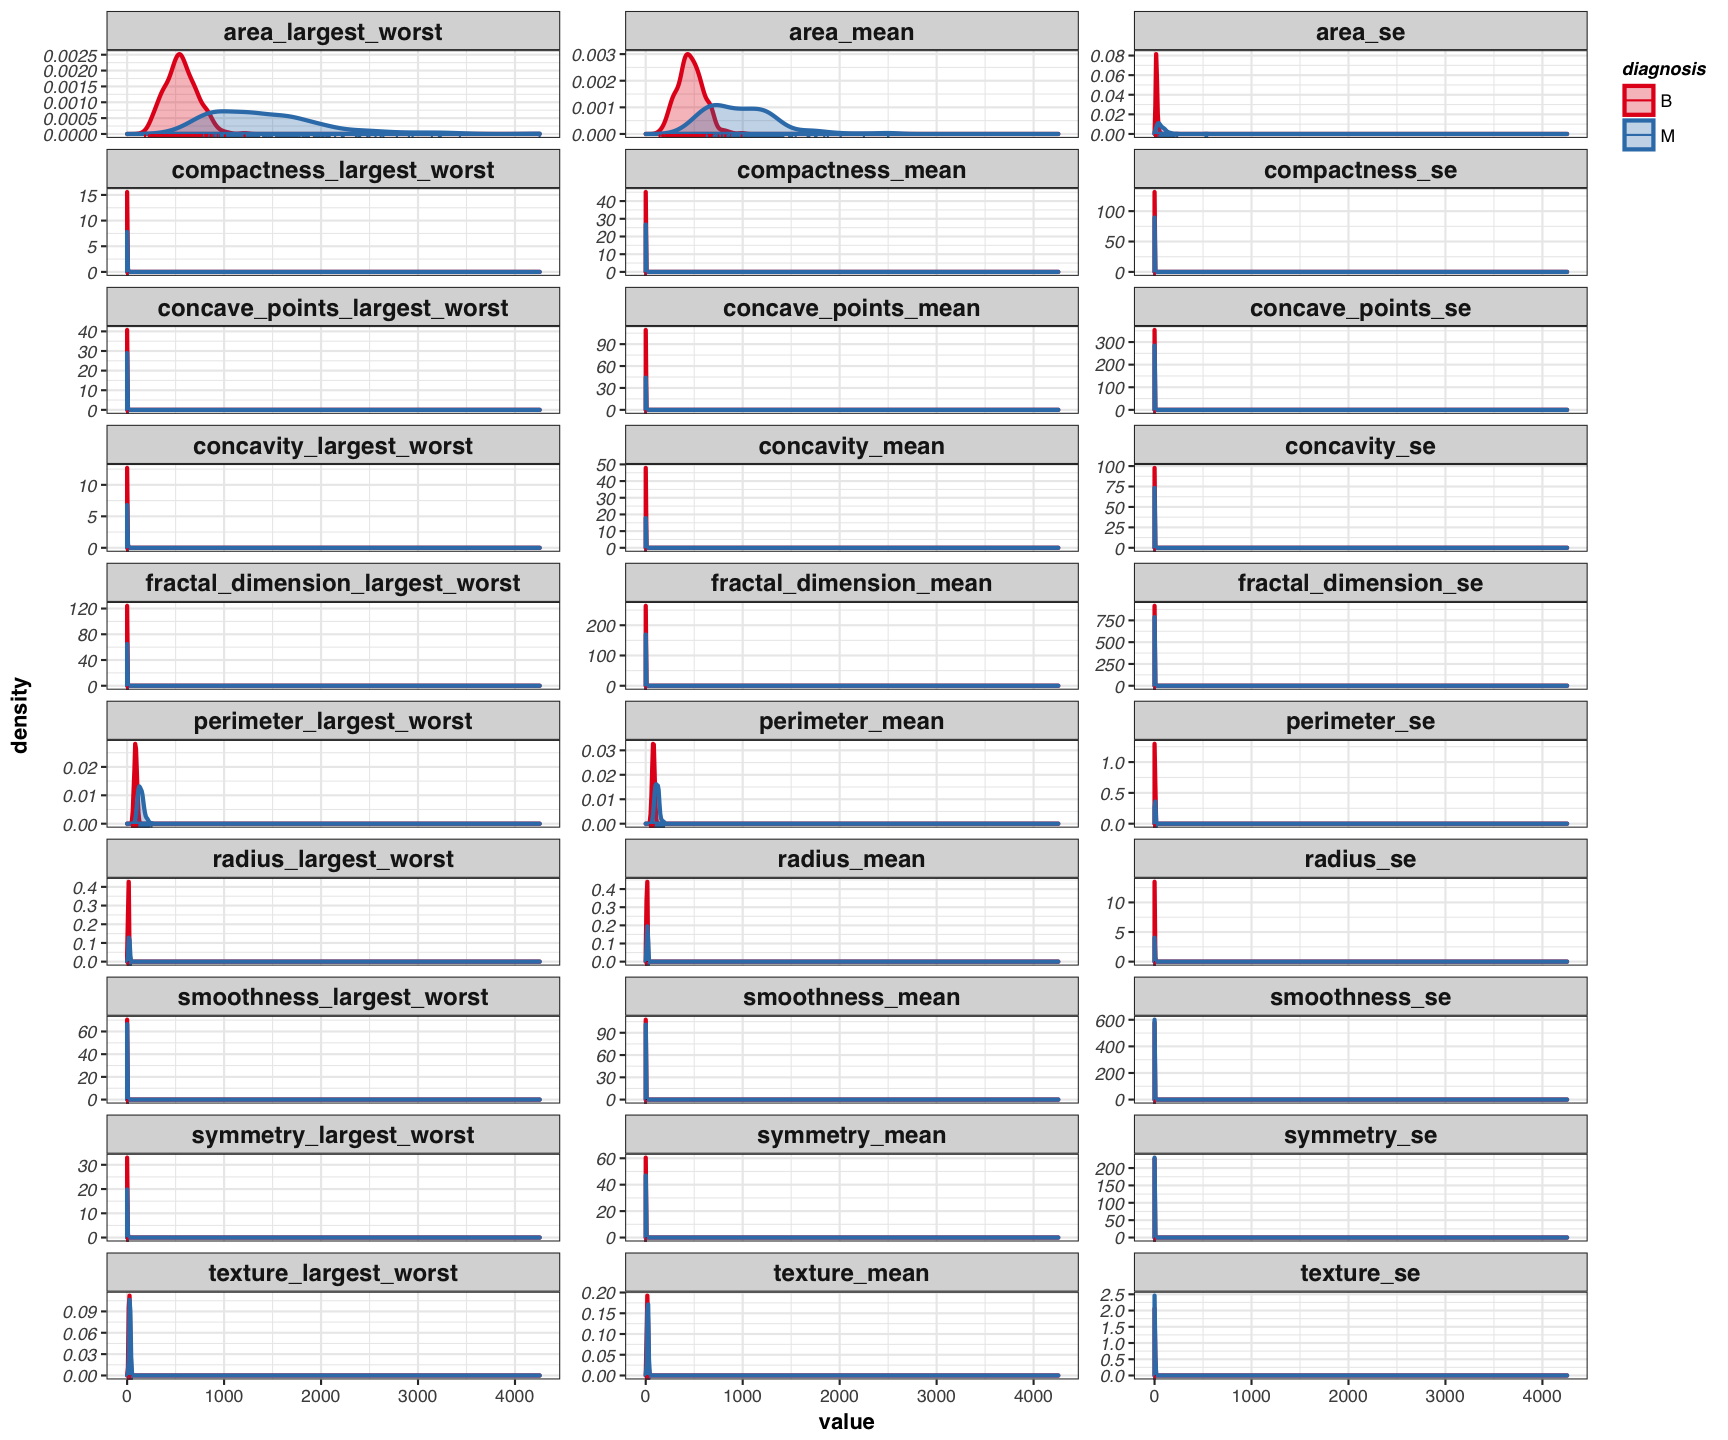 area_largest_worst area_mean area_se
0.0025 0.0020 0.0015 0.0010 0.0005 0.0000
0.003 0.002 0.001 0.000
0.08 0.06 0.04 0.02 0.00
diagnosis
B
M
compactness_largest_worst compactness_mean compactness_se
15 10 5 0
40 30 20 10 0
100 50 0
concave_points_largest_worst concave_points_mean concave_points_se
40 30 20 10 0
90 60 30 0
300 200 100 0
concavity_largest_worst concavity_mean concavity_se
10 5 0
50 40 30 20 10 0
100 75 50 25 0
fractal_dimension_largest_worst fractal_dimension_mean fractal_dimension_se
120 80 40 0
200 100 0
750 500 250 0
density
perimeter_largest_worst perimeter_mean perimeter_se
0.02 0.01 0.00
0.03 0.02 0.01 0.00
1.0 0.5 0.0
radius_largest_worst radius_mean radius_se
0.4 0.3 0.2 0.1 0.0
0.4 0.3 0.2 0.1 0.0
10 5 0
smoothness_largest_worst smoothness_mean smoothness_se
60 40 20 0
90 60 30 0
600 400 200 0
symmetry_largest_worst symmetry_mean symmetry_se
30 20 10 0
60 40 20 0
200 150 100 50 0
texture_largest_worst texture_mean texture_se
0.09 0.06 0.03 0.00
0.20 0.15 0.10 0.05 0.00
2.5 2.0 1.5 1.0 0.5 0.0
0 1000 2000 3000 4000 0 1000 2000 3000 4000 0 1000 2000 3000 4000
value